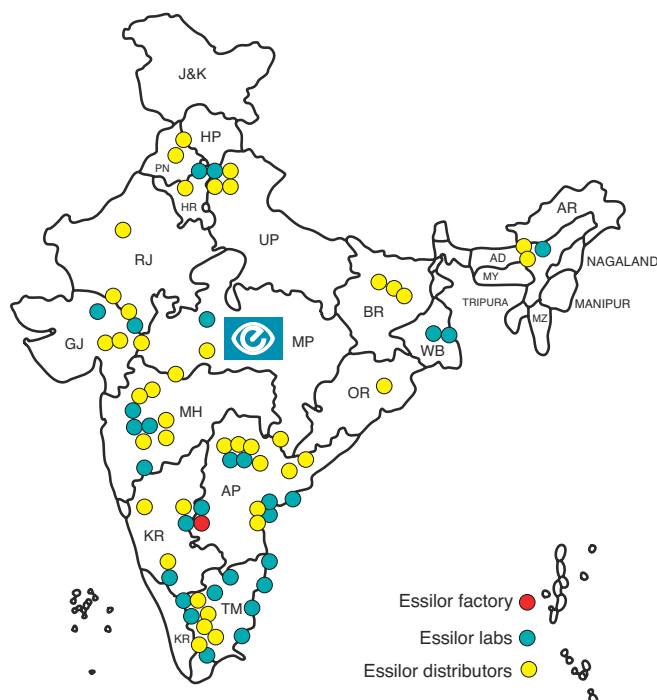 J&K
HP
PN
HR
UP
RJ
AR
AD
NAGALAND
MY
TRIPURA
MANIPUR
MZ
BR
GJ
MP
WB
OR
MH
AP
KR
TM
KR
Essilor factory
Essilor labs
Essilor distributors